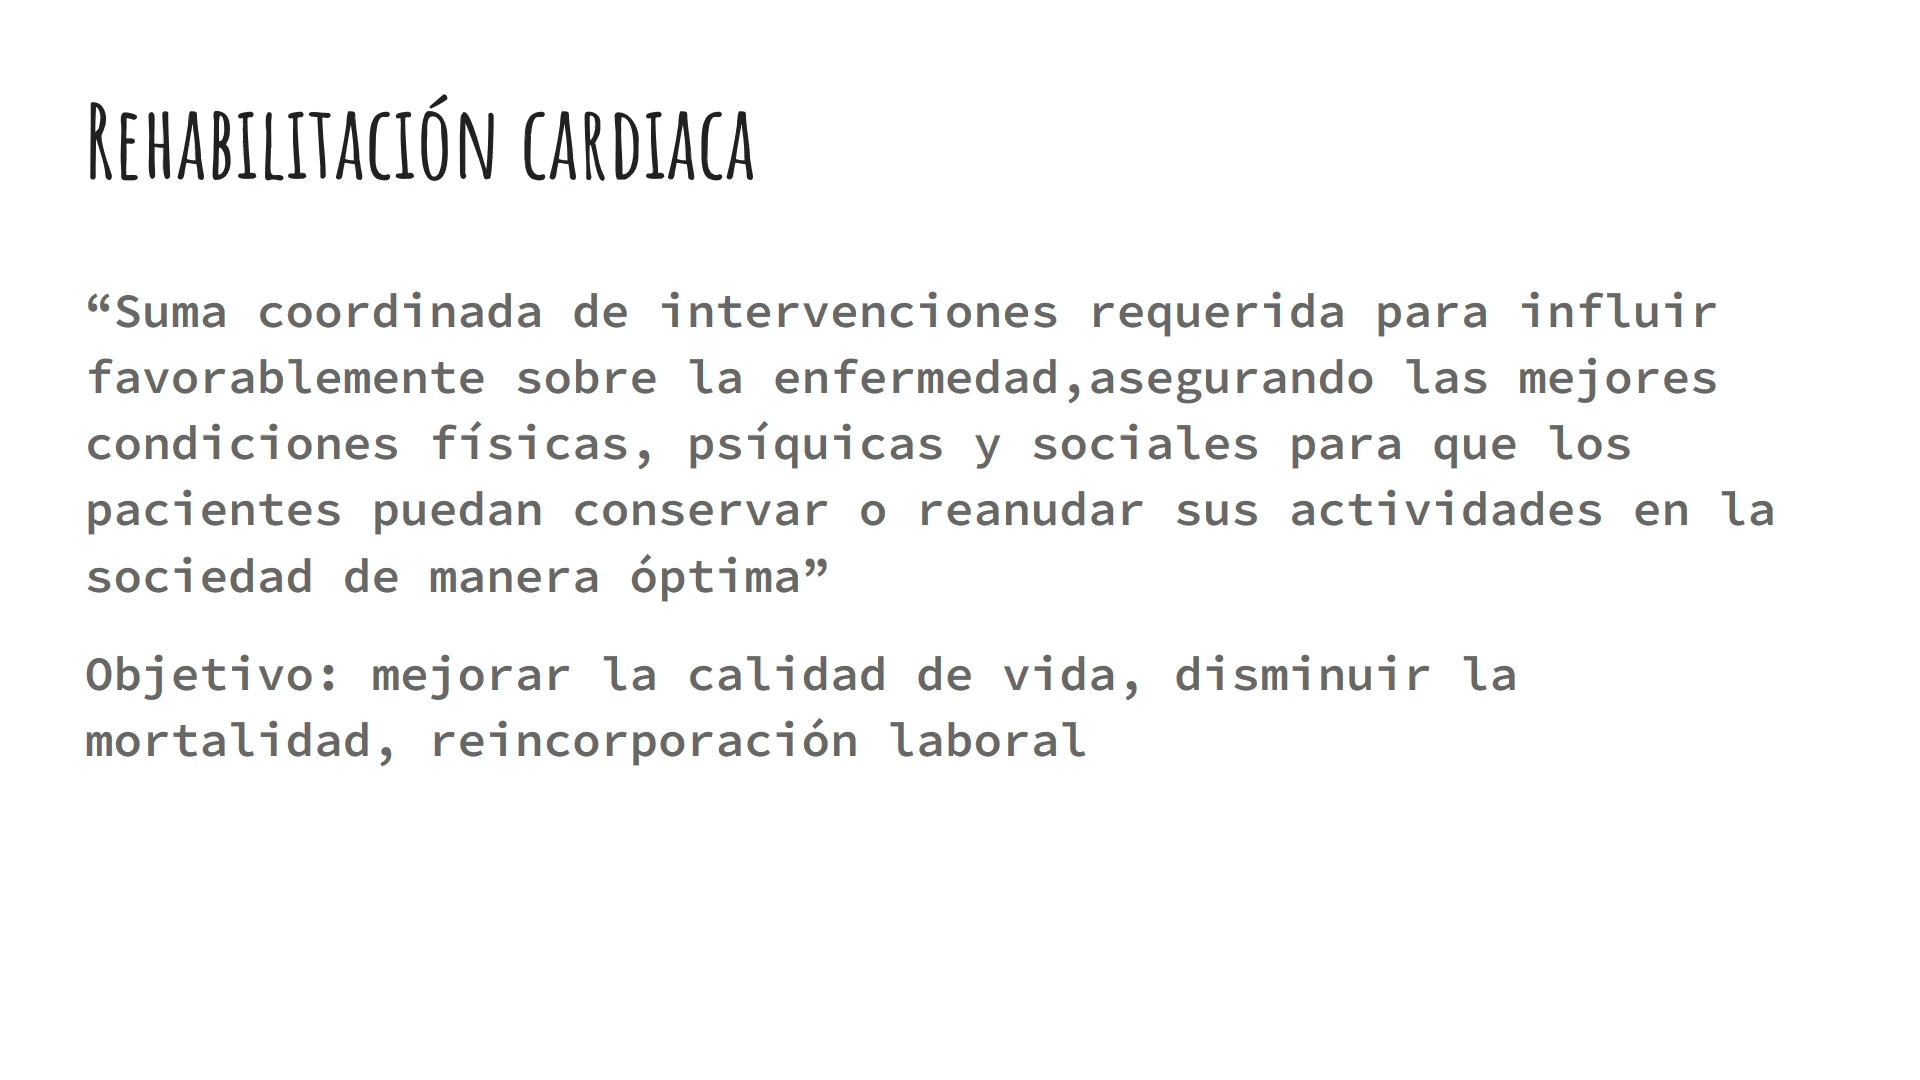 Rehabilitación cardiaca
“Suma coordinada de intervenciones requerida para influir
favorablemente sobre la enfermedad,asegurando las mejores
condiciones físicas, psíquicas y sociales para que los
pacientes puedan conservar o reanudar sus actividades en la
sociedad de manera óptima”
Objetivo: mejorar la calidad de vida, disminuir la
mortalidad, reincorporación laboral